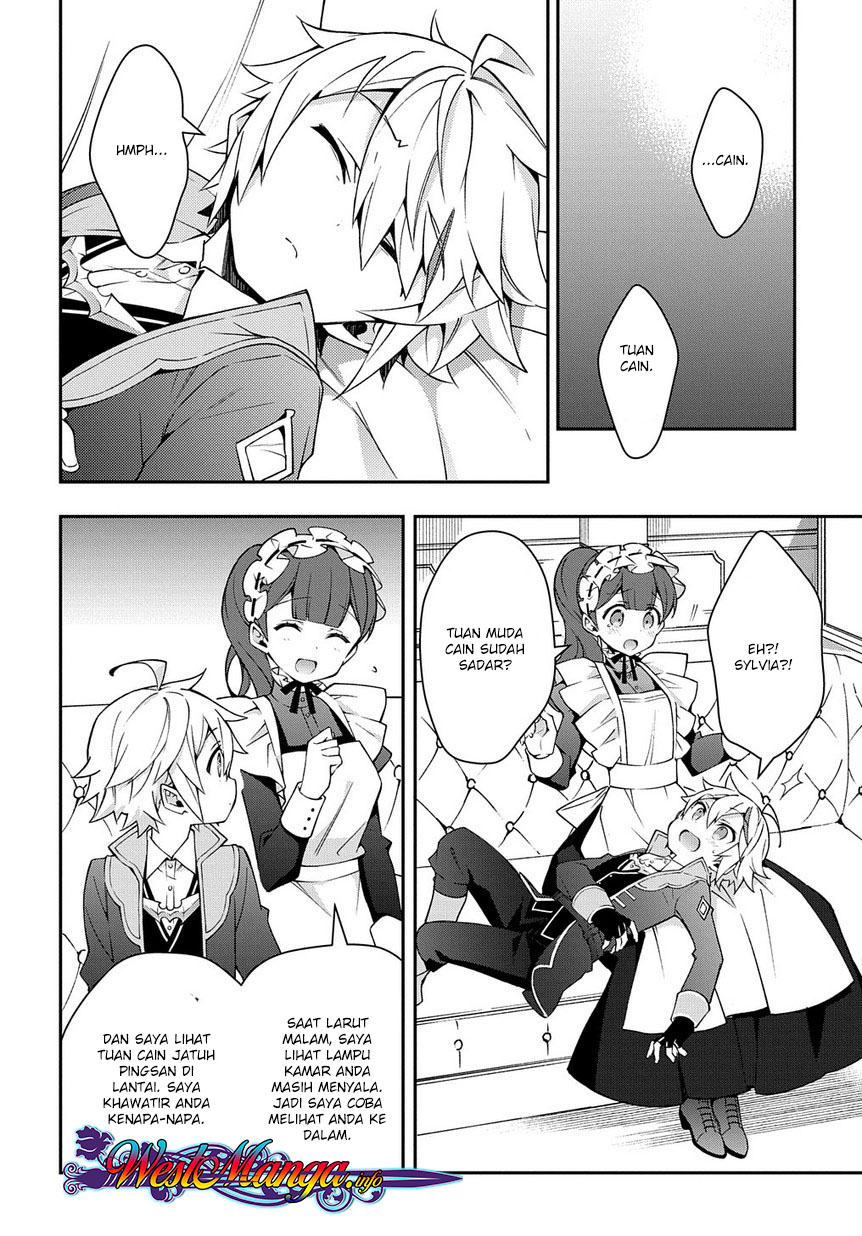 ...CAIN.
TUAN
CAIN.
HMPH...
EH?!
SYLVIA?!
TUAN MUDA
CAIN SUDAH
SADAR?
SAAT LARUT
MALAM, SAYA
LIHAT LAMPU
KAMAR ANDA
MASIH MENYALA.
JADI SAYA COBA
MELIHAT ANDA KE
DALAM.
DAN SAYA LIHAT
TUAN CAIN JATUH
PINGSAN DI
LANTAI. SAYA
KHAWATIR ANDA
KENAPA-NAPA.
WestManga.info